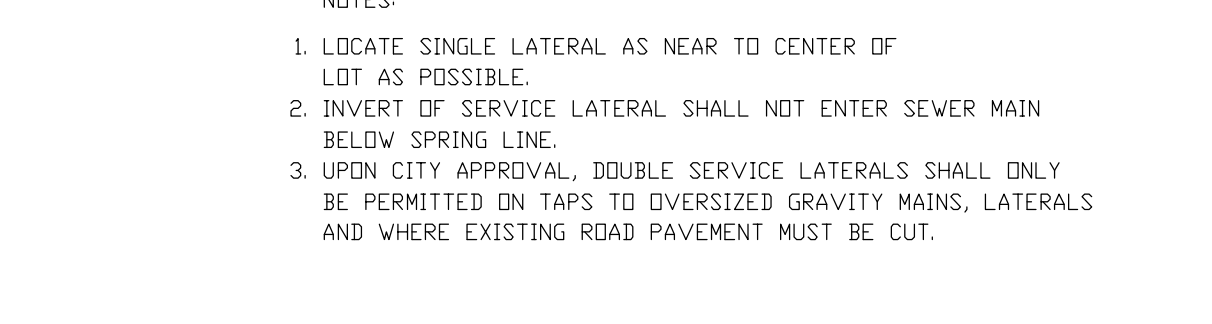 NOTES:
1. LOCATE SINGLE LATERAL AS NEAR TO CENTER OF
LOT AS POSSIBLE.
2. INVERT OF SERVICE LATERAL SHALL NOT ENTER SEWER MAIN
BELOW SPRING LINE.
3. UPON CITY APPROVAL, DOUBLE SERVICE LATERALS SHALL ONLY
BE PERMITTED ON TAPS TO OVERSIZED GRAVITY MAINS, LATERALS
AND WHERE EXISTING ROAD PAVEMENT MUST BE CUT.